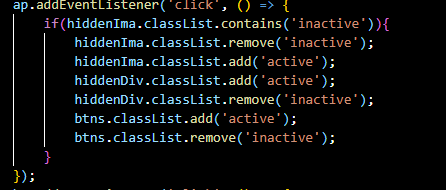 ap.addEventListener('click', () => {
if(hiddenIma.classList.contains('inactive')){
hiddenIma.classList.remove('inactive');
hiddenIma.classList.add('active');
hiddenDiv.classList.add('active');
hiddenDiv.classList.remove('inactive');
btns.classList.add('active');
btns.classList.remove('inactive');
}
});